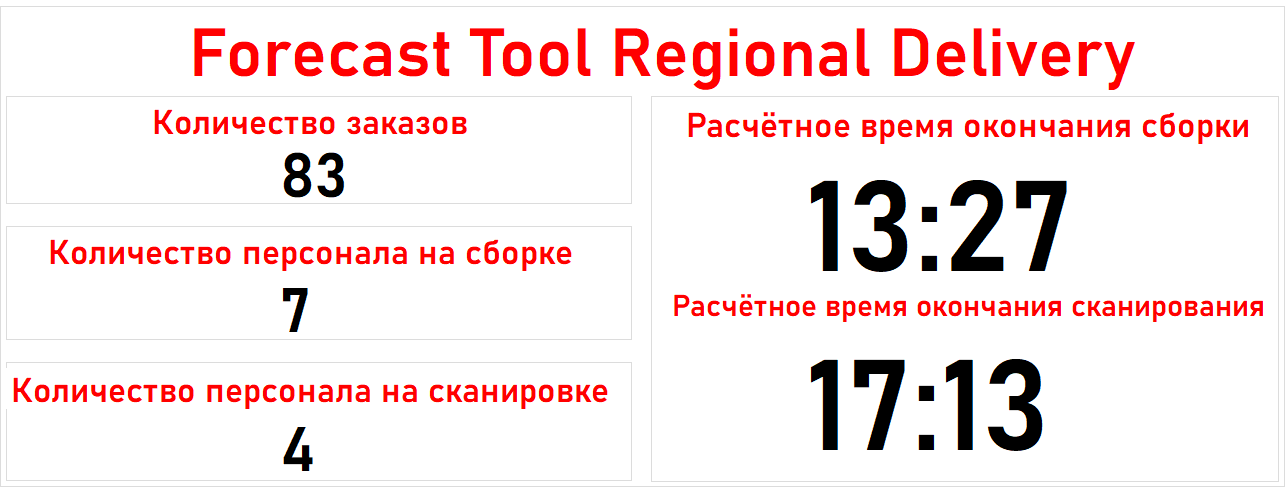 Forecast Tool Regional Delivery
Количество заказов
83
Количество персонала на сборке
7
Количество персонала на сканировке
4
Расчётное время окончания сборки
13:27
Расчётное время окончания сканирования
17:13